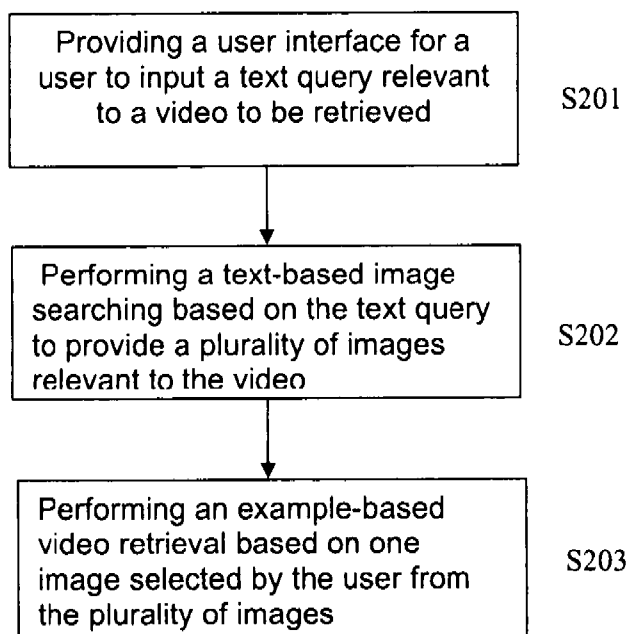 Providing a user interface for a
user to input a text query relevant
to a video to be retrieved
S201
Performing a text-based image
searching based on the text query
to provide a plurality of images
relevant to the video
S202
Performing an example-based
video retrieval based on one
image selected by the user from
the plurality of images
S203